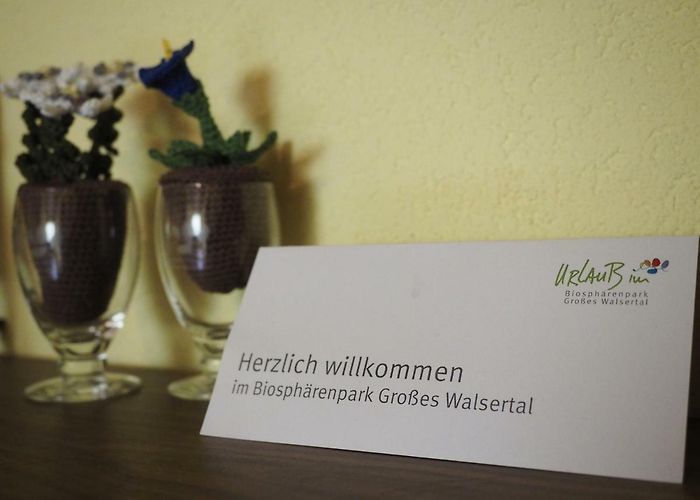 URLAUB im
Biosphärenpark
Großes Walsertal
Herzlich willkommen
im Biosphärenpark Großes Walsertal